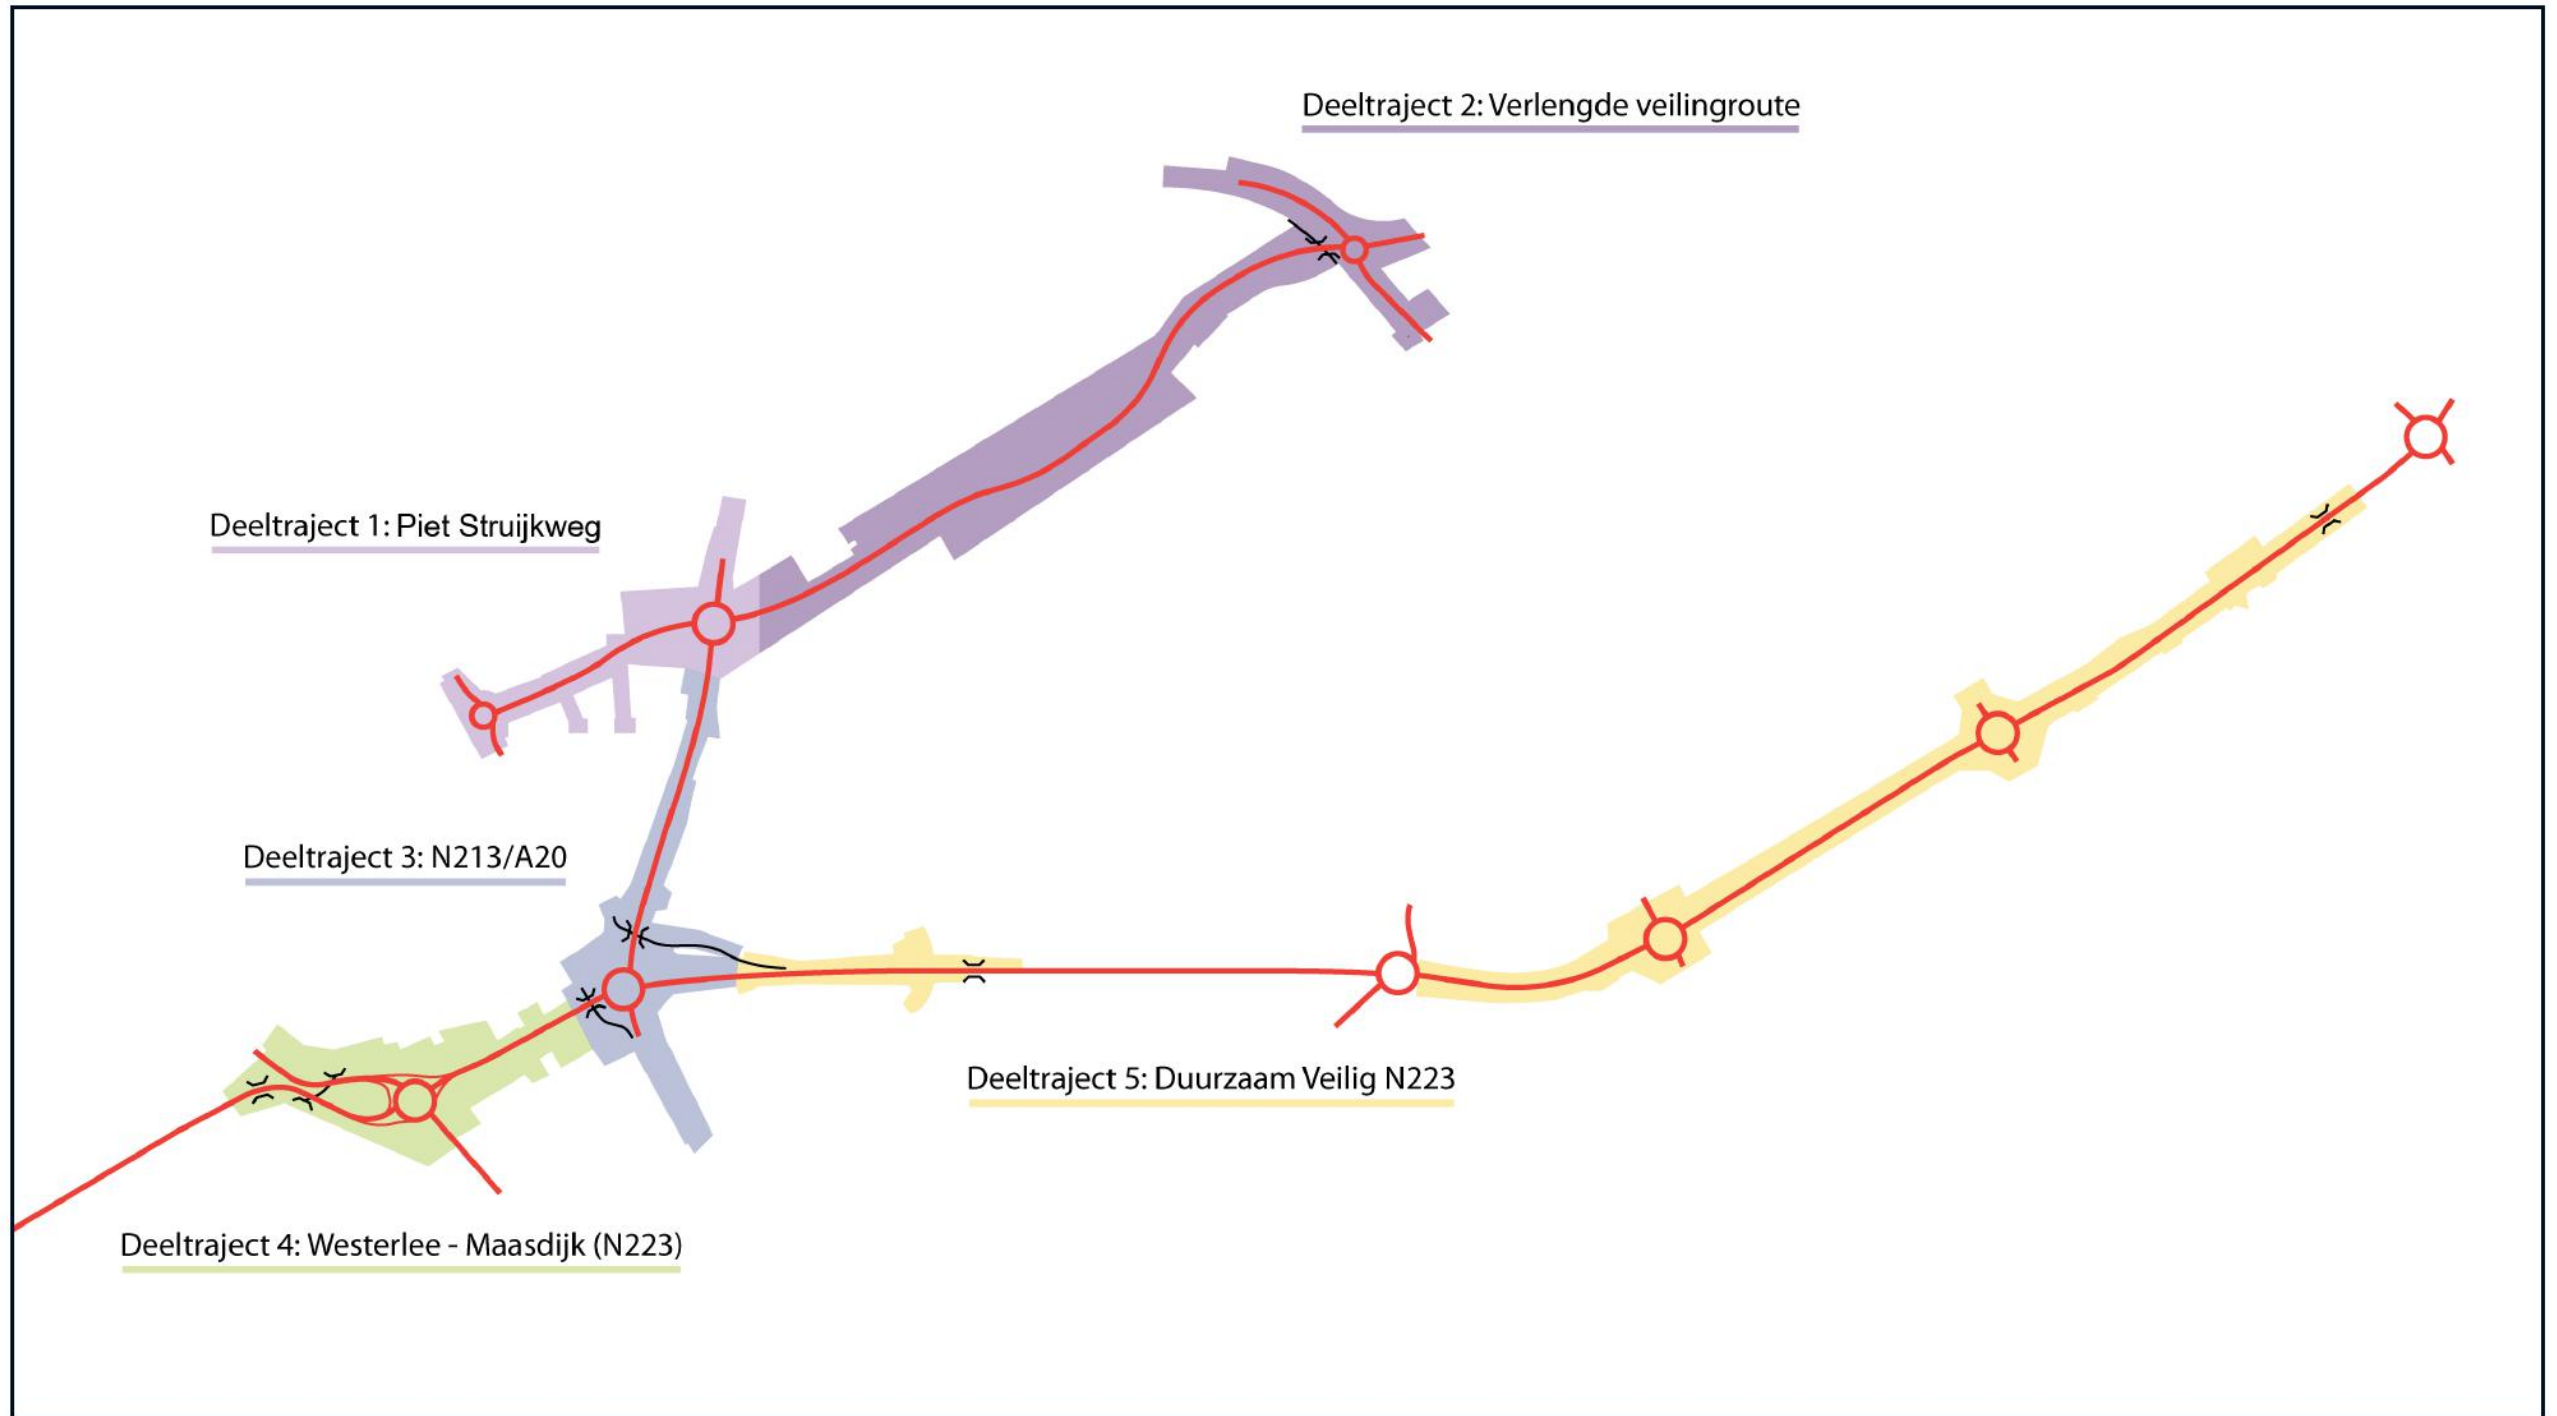 Deeltraject 2: Verlengde veilingroute
Deeltraject 1: Piet Struijkweg
Deeltraject 3: N213/A20
Deeltraject 5: Duurzaam Veilig N223
Deeltraject 4: Westerlee - Maasdijk (N223)